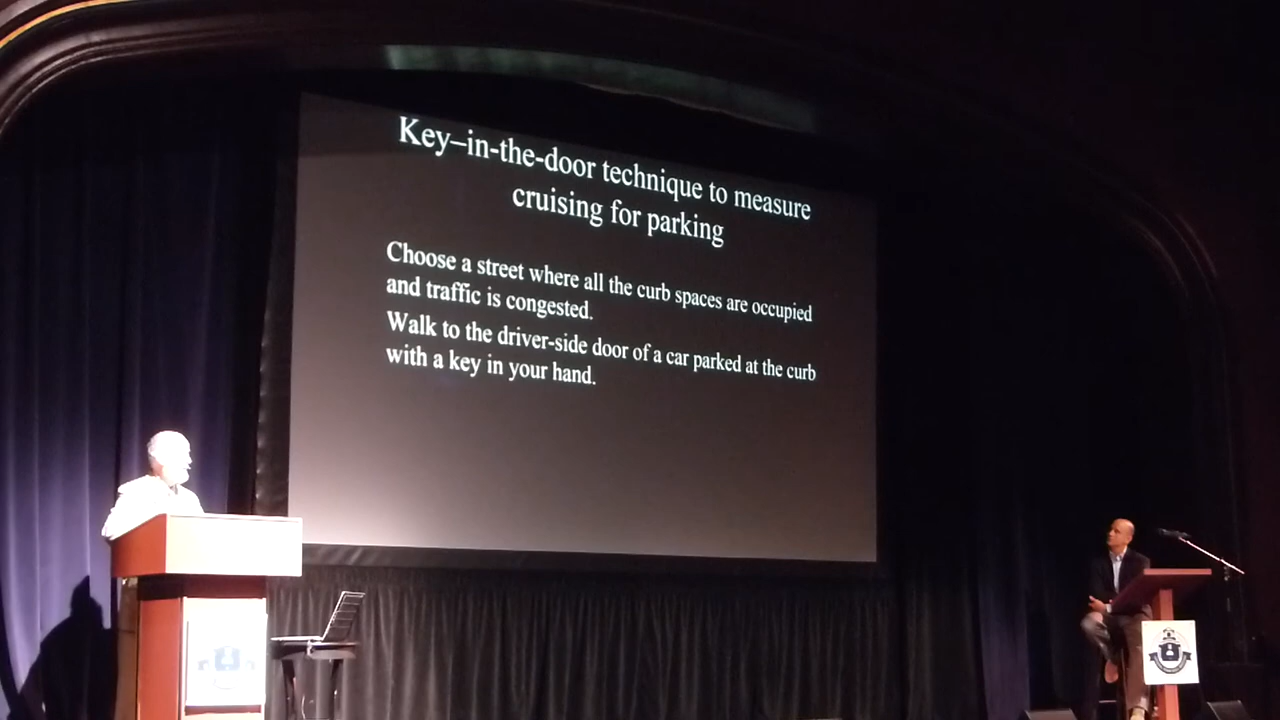 Key–in-the-door technique to measure
cruising for parking
Choose a street where all the curb spaces are occupied
and traffic is congested.
Walk to the driver-side door of a car parked at the curb
with a key in your hand.